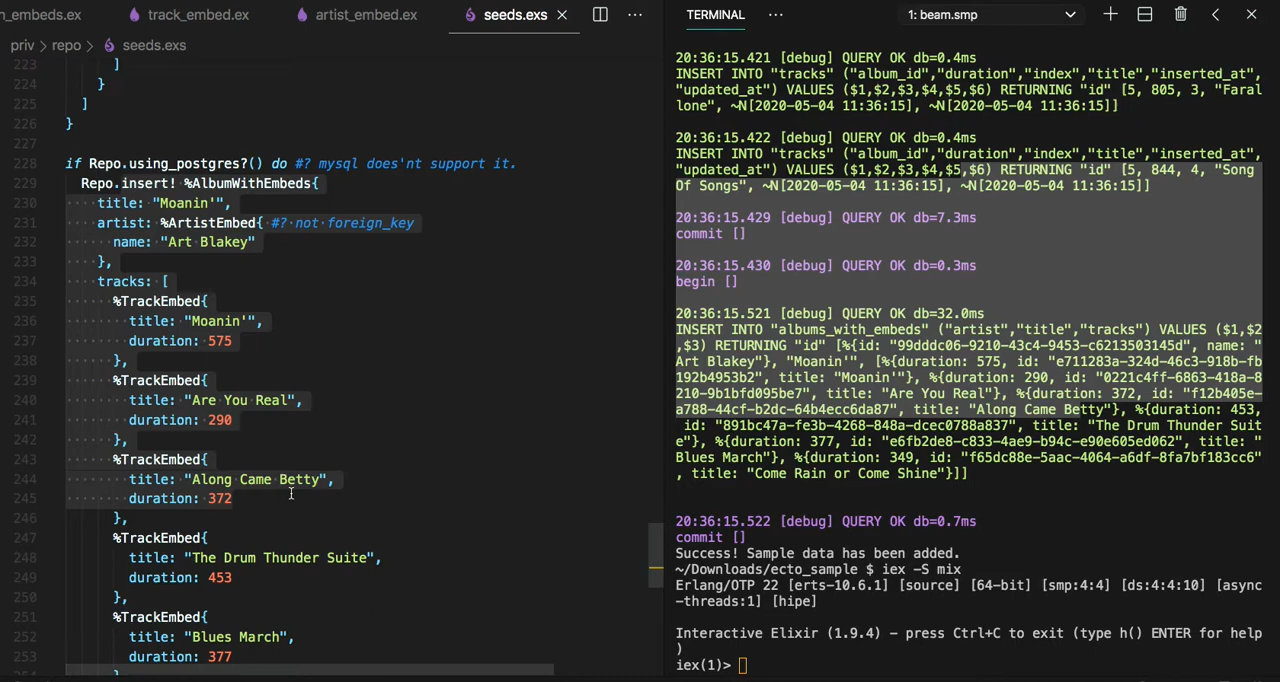 n_embeds.ex track_embed.ex artist_embed.ex seeds.exs
priv > repo > seeds.exs
223 ]
224 }
225 ]
226 }
227
228 if Repo.using_postgres?() do #? mysql does'nt support it.
229 Repo.insert! %AlbumWithEmbeds{
230 title: "Moanin'",
231 artist: %ArtistEmbed{ #? not foreign_key
232 name: "Art Blakey"
233 },
234 tracks: [
235 %TrackEmbed{
236 title: "Moanin'",
237 duration: 575
238 },
239 %TrackEmbed{
240 title: "Are You Real",
241 duration: 290
242 },
243 %TrackEmbed{
244 title: "Along Came Betty",
245 duration: 372
246 },
247 %TrackEmbed{
248 title: "The Drum Thunder Suite",
249 duration: 453
250 },
251 %TrackEmbed{
252 title: "Blues March",
253 duration: 377
TERMINAL 1: beam.smp
20:36:15.421 [debug] QUERY OK db=0.4ms
INSERT INTO "tracks" ("album_id","duration","index","title","inserted_at",
"updated_at") VALUES ($1,$2,$3,$4,$5,$6) RETURNING "id" [5, 805, 3, "Faral
lone", ~N[2020-05-04 11:36:15], ~N[2020-05-04 11:36:15]]
20:36:15.422 [debug] QUERY OK db=0.4ms
INSERT INTO "tracks" ("album_id","duration","index","title","inserted_at",
"updated_at") VALUES ($1,$2,$3,$4,$5,$6) RETURNING "id" [5, 844, 4, "Song
Of Songs", ~N[2020-05-04 11:36:15], ~N[2020-05-04 11:36:15]]
20:36:15.429 [debug] QUERY OK db=7.3ms
commit []
20:36:15.430 [debug] QUERY OK db=0.3ms
begin []
20:36:15.521 [debug] QUERY OK db=32.0ms
INSERT INTO "albums_with_embeds" ("artist","title","tracks") VALUES ($1,$2
,$3) RETURNING "id" [%{id: "99dddc06-9210-43c4-9453-c6213503145d", name: "
Art Blakey"}, "Moanin'", [%{duration: 575, id: "e711283a-324d-46c3-918b-fb
192b4953b2", title: "Moanin'"}, %{duration: 290, id: "0221c4ff-6863-418a-8
210-9b1bfd095be7", title: "Are You Real"}, %{duration: 372, id: "f12b405e-
a788-44cf-b2dc-64b4ecc6da87", title: "Along Came Betty"}, %{duration: 453,
id: "891bc47a-fe3b-4268-848a-dcec0788a837", title: "The Drum Thunder Suit
e"}, %{duration: 377, id: "e6fb2de8-c833-4ae9-b94c-e90e605ed062", title: "
Blues March"}, %{duration: 349, id: "f65dc88e-5aac-4064-a6df-8fa7bf183cc6"
, title: "Come Rain or Come Shine"}]]
20:36:15.522 [debug] QUERY OK db=0.7ms
commit []
Success! Sample data has been added.
~/Downloads/ecto_sample $ iex -S mix
Erlang/OTP 22 [erts-10.6.1] [source] [64-bit] [smp:4:4] [ds:4:4:10] [async
-threads:1] [hipe]
Interactive Elixir (1.9.4) - press Ctrl+C to exit (type h() ENTER for help
)
iex(1)>